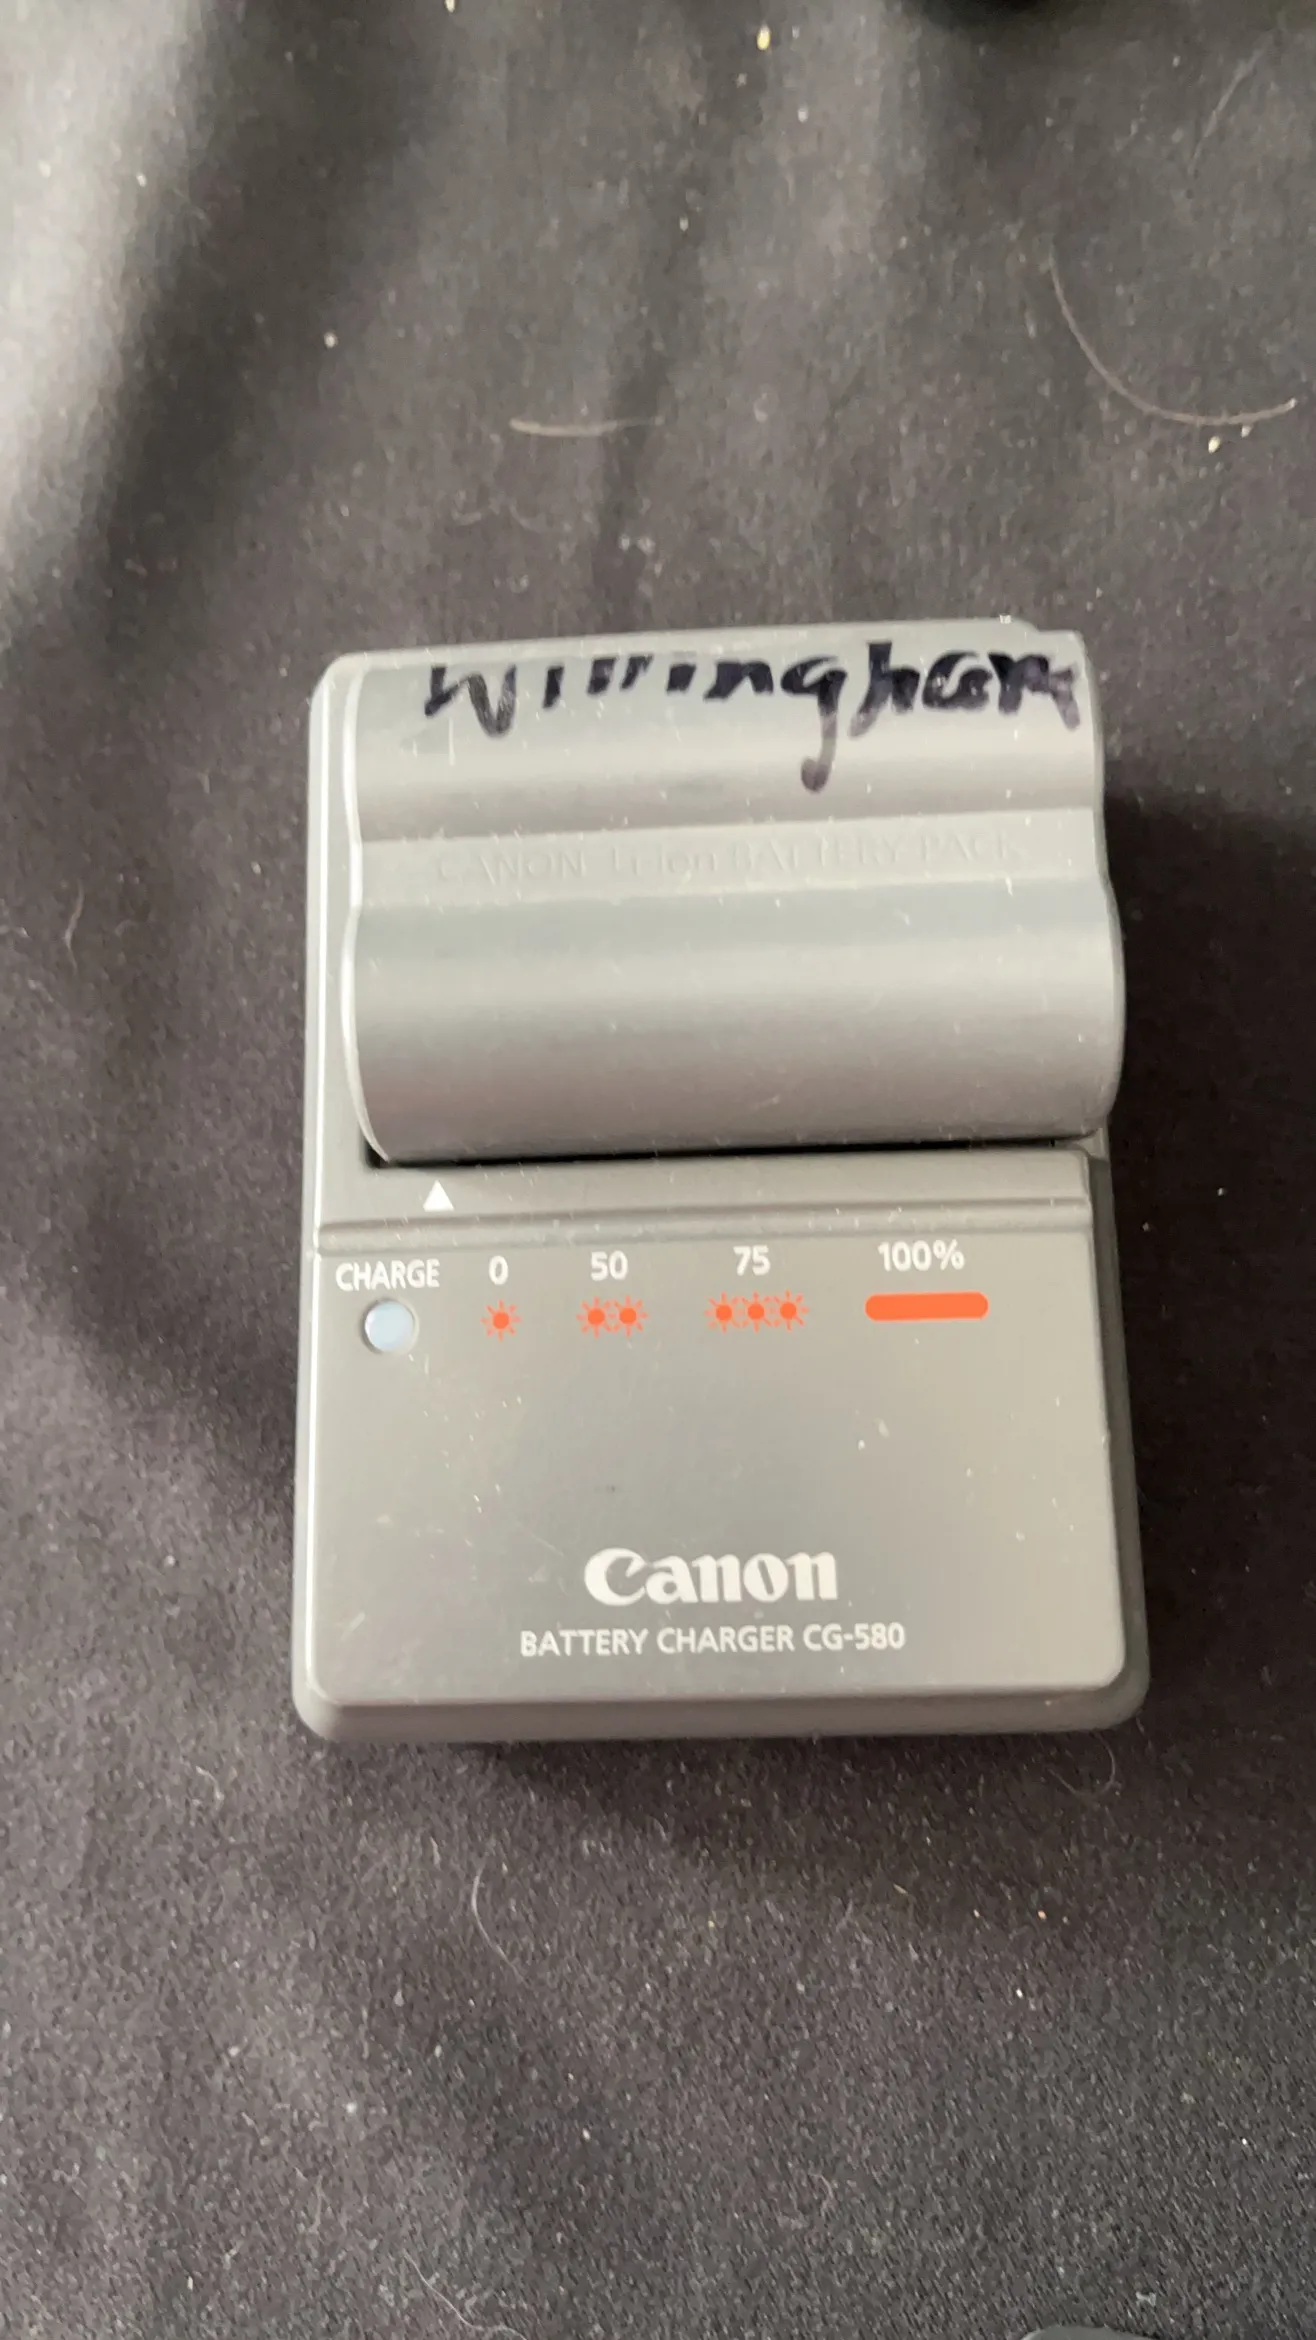 Willingham
CANON Li-ion BATTERY PACK
CHARGE 0 50 75 100%
Canon
BATTERY CHARGER CG-580